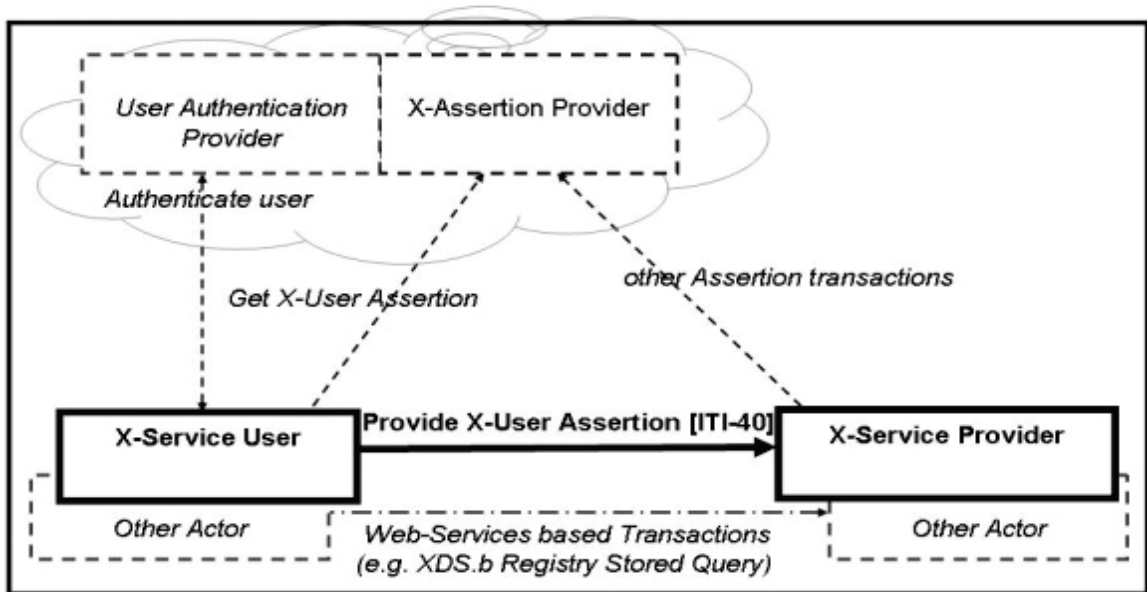 User Authentication
Provider
X-Assertion Provider
Authenticate user
Get X-User Assertion
other Assertion transactions
Provide X-User Assertion [ITI-40]
X-Service User
X-Service Provider
Other Actor
Web-Services based Transactions
(e.g. XDS.b Registry Stored Query)
Other Actor